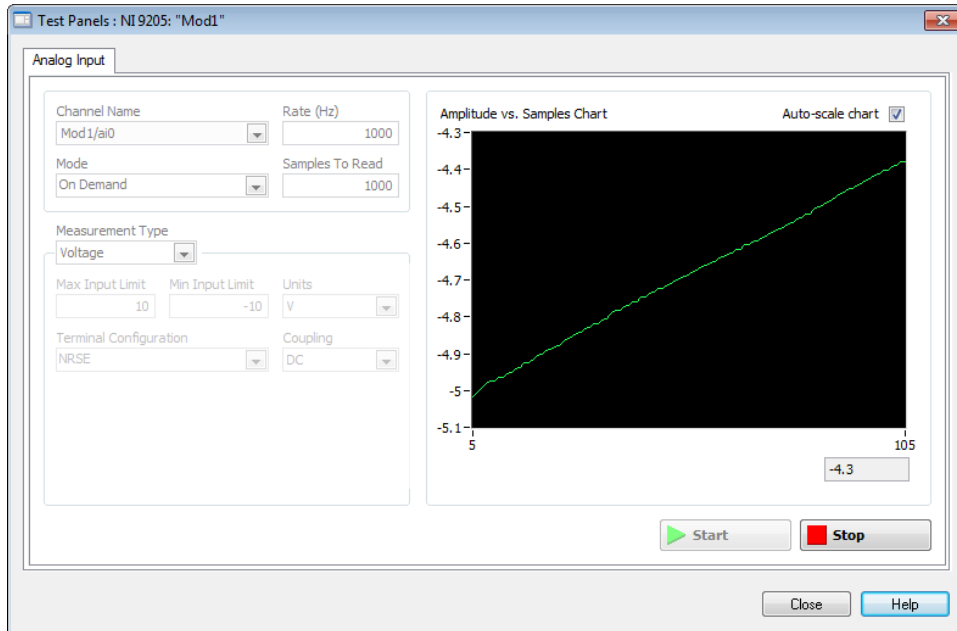 Test Panels : NI 9205: "Mod1"
Analog Input
Channel Name
Rate (Hz)
Mod1/ai0
1000
Mode
Samples To Read
On Demand
1000
Measurement Type
Voltage
Max Input Limit
Min Input Limit
Units
10
-10
V
Terminal Configuration
Coupling
NRSE
DC
Amplitude vs. Samples Chart
Auto-scale chart
-4.3
-4.4
-4.5
-4.6
-4.7
-4.8
-4.9
-5
-5.1
5
105
-4.3
Start
Stop
Close
Help